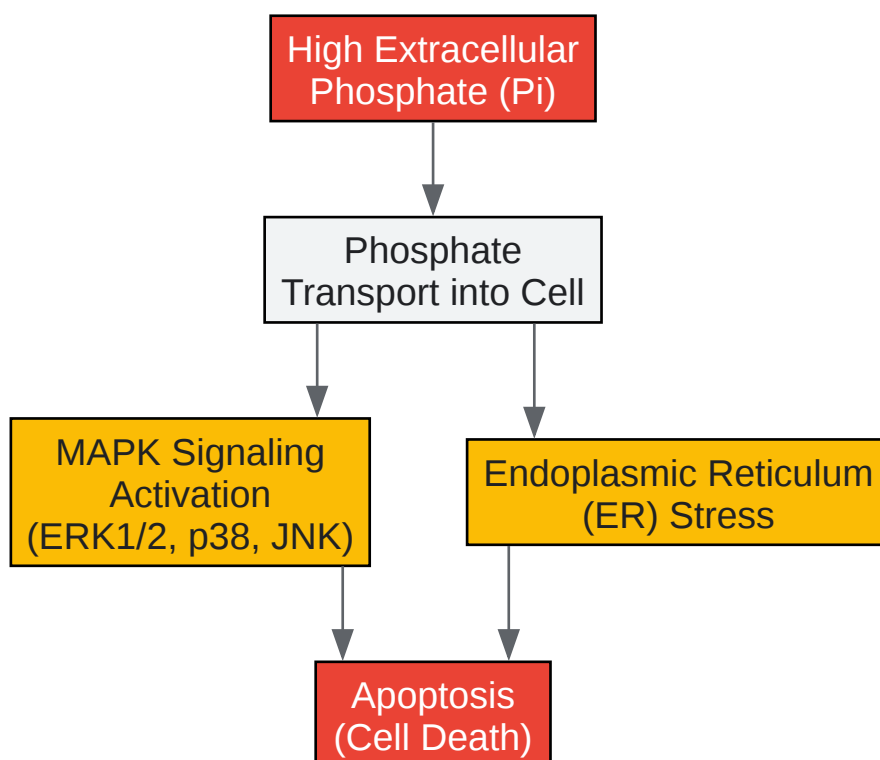 High Extracellular
Phosphate (Pi)
Phosphate
Transport into Cell
MAPK Signaling
Activation
(ERK1/2, p38, JNK)
Endoplasmic Reticulum
(ER) Stress
Apoptosis
(Cell Death)